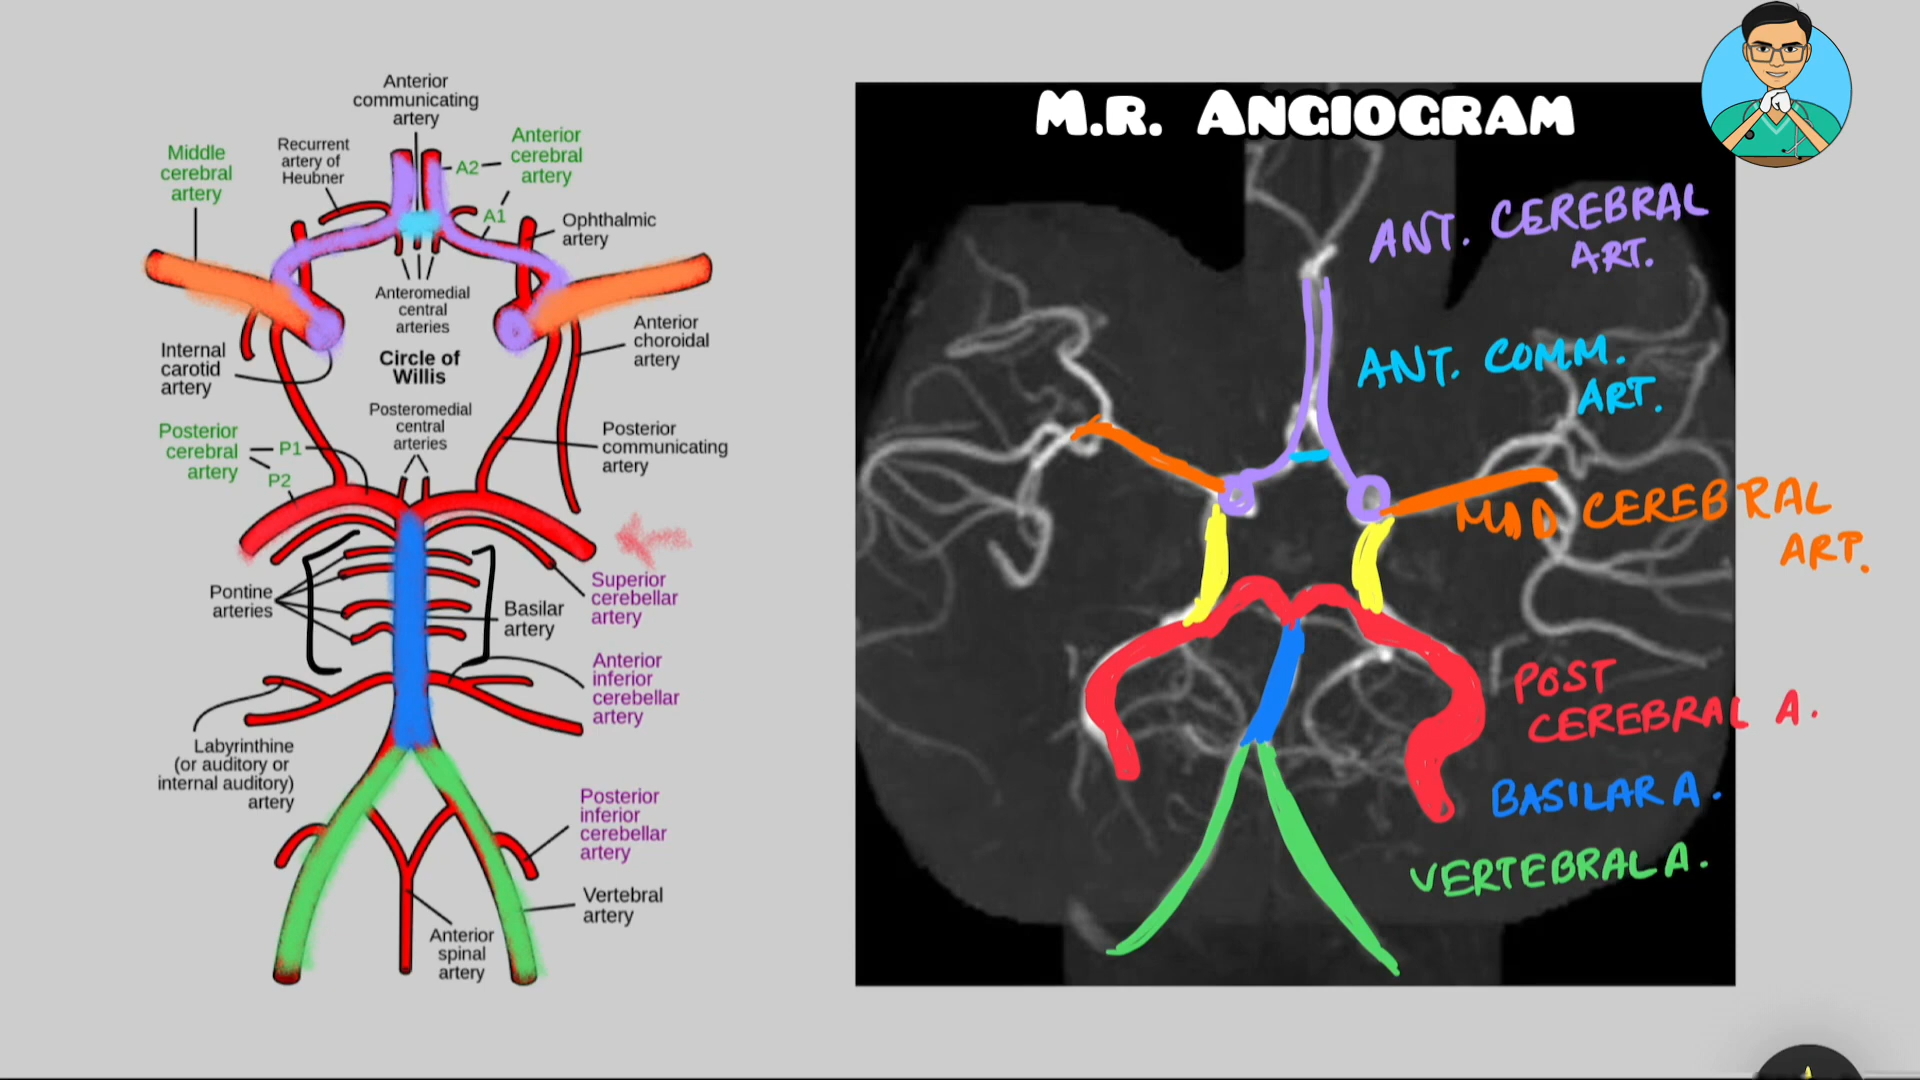 Anterior
communicating
artery
Recurrent
artery of
Heubner
Middle
cerebral
artery
A2
Anterior
cerebral
artery
A1
Ophthalmic
artery
Anteromedial
central
arteries
Circle of
Willis
Anterior
choroidal
artery
Internal
carotid
artery
Posteromedial
central
arteries
Posterior
cerebral
artery
P1
P2
Posterior
communicating
artery
Pontine
arteries
Superior
cerebellar
artery
Basilar
artery
Anterior
inferior
cerebellar
artery
Labyrinthine
(or auditory or
internal auditory)
artery
Posterior
inferior
cerebellar
artery
Vertebral
artery
Anterior
spinal
artery
M.R. ANGIOGRAM
ANT. CEREBRAL
ART.
ANT. COMM.
ART.
MID CEREBRAL
ART.
POST
CEREBRAL A.
BASILAR A.
VERTEBRAL A.